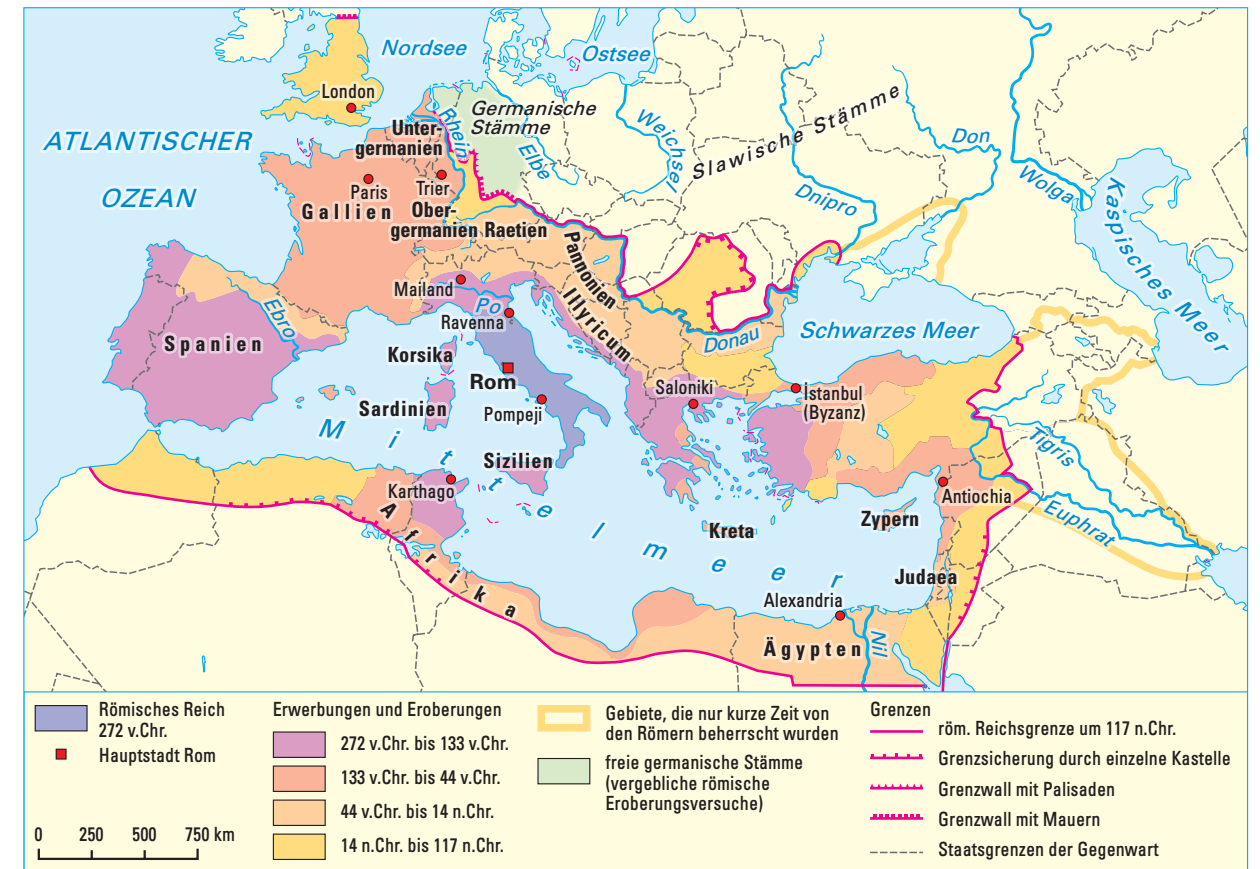 Nordsee
Ostsee
London
Germanische
Stämme
ATLANTISCHER
OZEAN
Unter-
germanien
Rhein
Elbe
Weichsel
Slawische Stämme
Don
Wolga
Dnipro
Kaspisches Meer
Paris
Trier
Gallien
Ober-
germanien
Raetien
Pannonien
Illyricum
Mailand
Po
Ravenna
Ebro
Spanien
Korsika
Rom
Sardinien
Pompeji
Donau
Schwarzes Meer
Saloniki
İstanbul
(Byzanz)
Mittelmeer
Sizilien
Karthago
Afrika
Kreta
Zypern
Antiochia
Tigris
Euphrat
Judaea
Alexandria
Ägypten
Nil
Römisches Reich
272 v.Chr.
Hauptstadt Rom
0 250 500 750 km
Erwerbungen und Eroberungen
272 v.Chr. bis 133 v.Chr.
133 v.Chr. bis 44 v.Chr.
44 v.Chr. bis 14 n.Chr.
14 n.Chr. bis 117 n.Chr.
Gebiete, die nur kurze Zeit von
den Römern beherrscht wurden
freie germanische Stämme
(vergebliche römische
Eroberungsversuche)
Grenzen
röm. Reichsgrenze um 117 n.Chr.
Grenzsicherung durch einzelne Kastelle
Grenzwall mit Palisaden
Grenzwall mit Mauern
Staatsgrenzen der Gegenwart